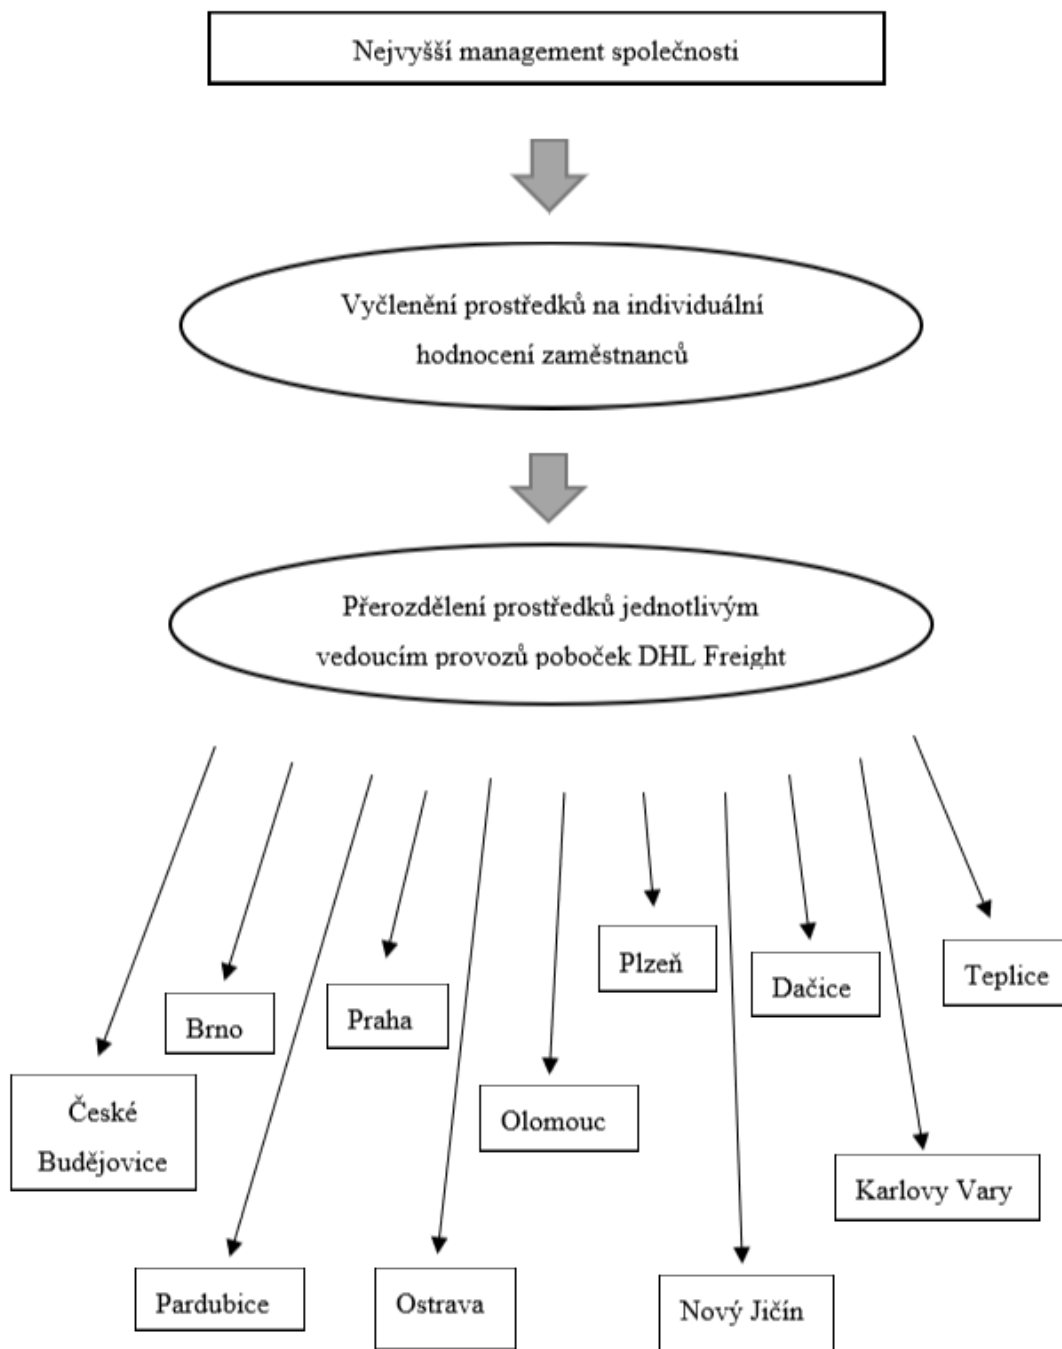 Nejvyšší management společnosti
Vyčlenění prostředků na individuální
hodnocení zaměstnanců
Přerozdělení prostředků jednotlivým
vedoucím provozů poboček DHL Freight
Plzeň
Teplice
Dačice
Praha
Brno
České
Budějovice
Olomouc
Karlovy Vary
Pardubice
Ostrava
Nový Jičín